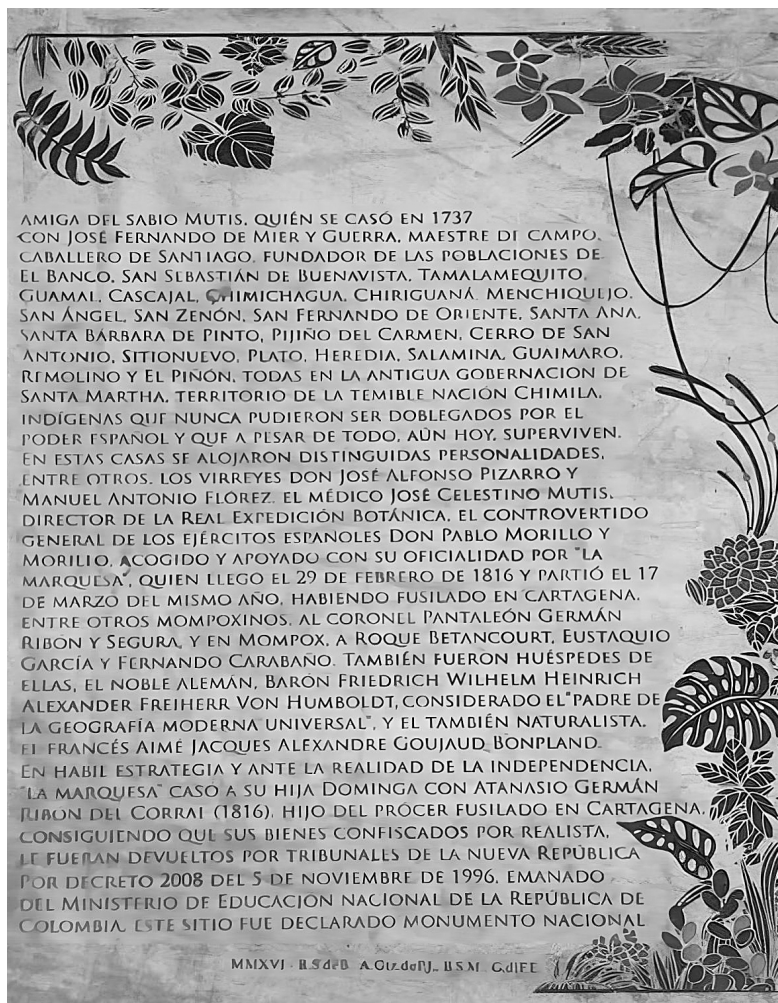 AMIGA DEL SABIO MUTIS, QUIÉN SE CASÓ EN 1737
CON JOSÉ FERNANDO DE MIER Y GUERRA, MAESTRE DE CAMPO,
CABALLERO DE SANTIAGO, FUNDADOR DE LAS POBLACIONES DE
EL BANCO, SAN SEBASTIÁN DE BUENAVISTA, TAMALAMEQUITO,
GUAMAL, CASCAJAL, CHIMICHAGUA, CHIRIGUANÁ, MENCHIQUEJO,
SAN ÁNGEL, SAN ZENÓN, SAN FERNANDO DE ORIENTE, SANTA ANA,
SANTA BÁRBARA DE PINTO, PIJIÑO DEL CARMEN, CERRO DE SAN
ANTONIO, SITIONUEVO, PLATO, HEREDIA, SALAMINA, GUAIMARO,
REMOLINO Y EL PIÑÓN, TODAS EN LA ANTIGUA GOBERNACION DE
SANTA MARTHA, TERRITORIO DE LA TEMIBLE NACIÓN CHIMILA,
INDÍGENAS QUE NUNCA PUDIERON SER DOBLEGADOS POR EL
PODER ESPAÑOL Y QUE A PESAR DE TODO, AÚN HOY, SUPERVIVEN.
EN ESTAS CASAS SE ALOJARON DISTINGUIDAS PERSONALIDADES,
ENTRE OTROS, LOS VIRREYES DON JOSÉ ALFONSO PIZARRO Y
MANUEL ANTONIO FLÓREZ, EL MÉDICO JOSÉ CELESTINO MUTIS,
DIRECTOR DE LA REAL EXPEDICIÓN BOTÁNICA, EL CONTROVERTIDO
GENERAL DE LOS EJÉRCITOS ESPAÑOLES DON PABLO MORILLO Y
MORILLO, ACOGIDO Y APOYADO CON SU OFICIALIDAD POR "LA
MARQUESA", QUIEN LLEGO EL 29 DE FEBRERO DE 1816 Y PARTIÓ EL 17
DE MARZO DEL MISMO AÑO, HABIENDO FUSILADO EN CARTAGENA,
ENTRE OTROS MOMPOXINOS, AL CORONEL PANTALEÓN GERMÁN
RIBÓN Y SEGURA, Y EN MOMPOX, A ROQUE BETANCOURT, EUSTAQUIO
GARCÍA Y FERNANDO CARABAÑO. TAMBIÉN FUERON HUÉSPEDES DE
ELLAS, EL NOBLE ALEMÁN, BARÓN FRIEDRICH WILHELM HEINRICH
ALEXANDER FREIHERR VON HUMBOLDT, CONSIDERADO EL "PADRE DE
LA GEOGRAFÍA MODERNA UNIVERSAL", Y EL TAMBIÉN NATURALISTA,
EL FRANCÉS AIMÉ JACQUES ALEXANDRE GOUJAUD BONPLAND.
EN HABIL ESTRATEGIA Y ANTE LA REALIDAD DE LA INDEPENDENCIA,
"LA MARQUESA" CASÓ A SU HIJA DOMINGA CON ATANASIO GERMÁN
RIBÓN DEL CORRAL (1816), HIJO DEL PRÓCER FUSILADO EN CARTAGENA,
CONSIGUIENDO QUE SUS BIENES CONFISCADOS POR REALISTA,
LE FUERAN DEVUELTOS POR TRIBUNALES DE LA NUEVA REPÚBLICA
POR DECRETO 2008 DEL 5 DE NOVIEMBRE DE 1996, EMANADO
DEL MINISTERIO DE EDUCACION NACIONAL DE LA REPÚBLICA DE
COLOMBIA, ESTE SITIO FUE DECLARADO MONUMENTO NACIONAL
MMXVI